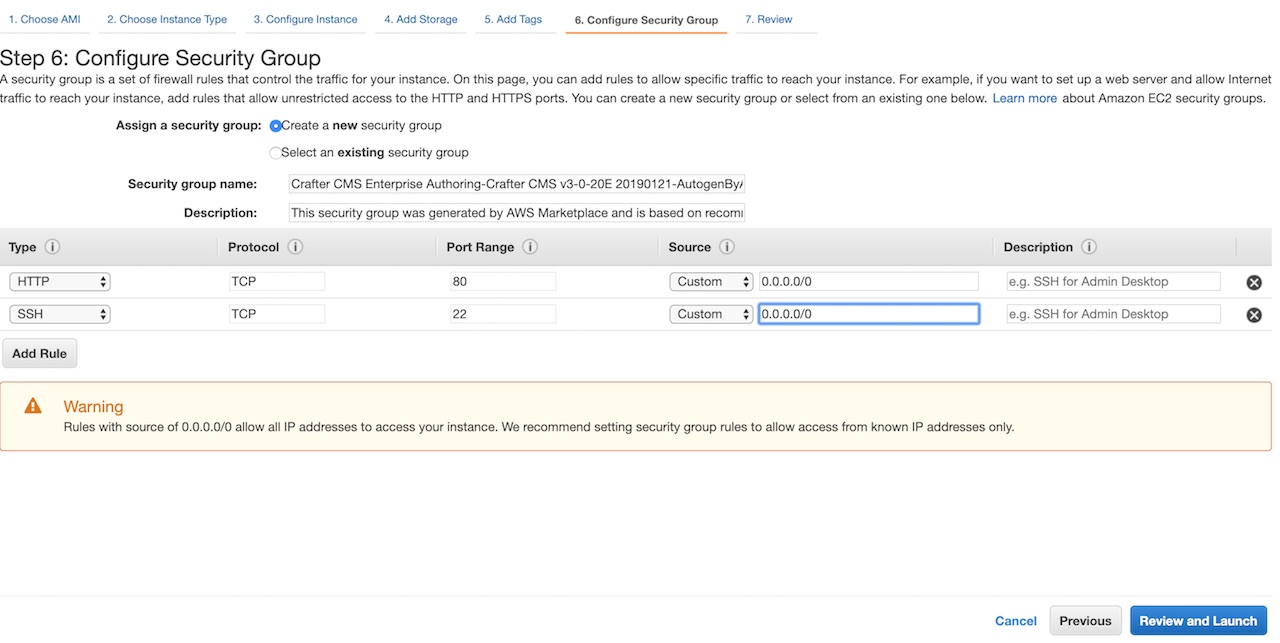 1. Choose AMI 2. Choose Instance Type 3. Configure Instance 4. Add Storage 5. Add Tags 6. Configure Security Group 7. Review
Step 6: Configure Security Group
A security group is a set of firewall rules that control the traffic for your instance. On this page, you can add rules to allow specific traffic to reach your instance. For example, if you want to set up a web server and allow Internet
traffic to reach your instance, add rules that allow unrestricted access to the HTTP and HTTPS ports. You can create a new security group or select from an existing one below. Learn more about Amazon EC2 security groups.
Assign a security group: Create a new security group
Select an existing security group
Security group name: Crafter CMS Enterprise Authoring-Crafter CMS v3-0-20E 20190121-AutogenBy
Description: This security group was generated by AWS Marketplace and is based on
Type i Protocol i Port Range i Source i Description i
HTTP TCP 80 Custom 0.0.0.0/0 e.g. SSH for Admin Desktop
SSH TCP 22 Custom 0.0.0.0/0 e.g. SSH for Admin Desktop
Add Rule
Warning
Rules with source of 0.0.0.0/0 allow all IP addresses to access your instance. We recommend setting security group rules to allow access from known IP addresses only.
Cancel Previous Review and Launch